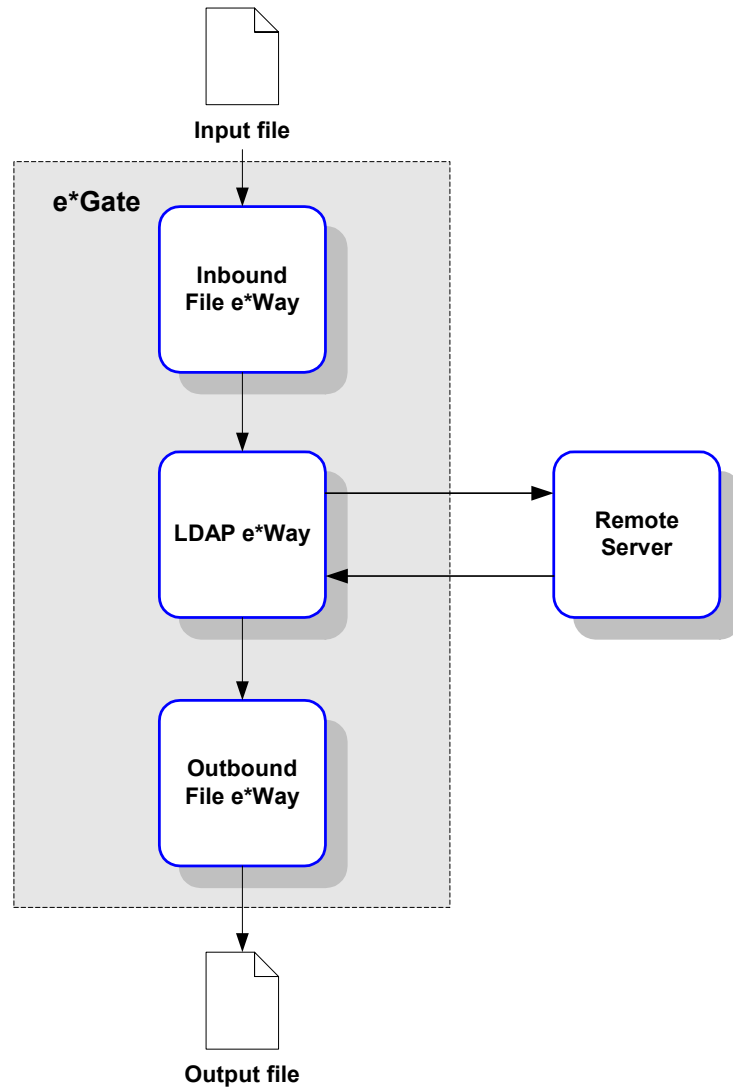 Input file
e*Gate
Inbound
File e*Way
LDAP e*Way
Remote
Server
Outbound
File e*Way
Output file